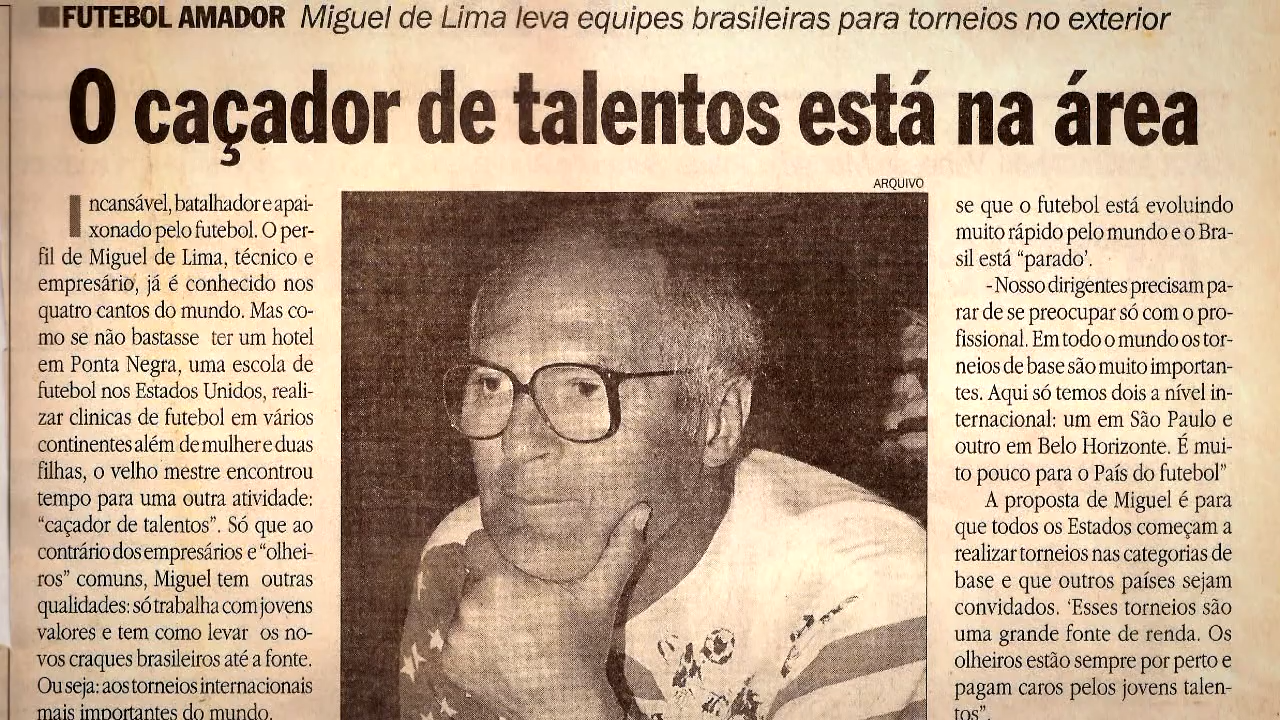 FUTEBOL AMADOR Miguel de Lima leva equipes brasileiras para torneios no exterior
O caçador de talentos está na área
ARQUIVO
Incansável, batalhador e apai-
xonado pelo futebol. O per-
fil de Miguel de Lima, técnico e
empresário, já é conhecido nos
quatro cantos do mundo. Mas co-
mo se não bastasse ter um hotel
em Ponta Negra, uma escola de
futebol nos Estados Unidos, reali-
zar clinicas de futebol em vários
continentes além de mulher e duas
filhas, o velho mestre encontrou
tempo para uma outra atividade:
“caçador de talentos”. Só que ao
contrário dos empresários e “olhei-
ros” comuns, Miguel tem outras
qualidades: só trabalha com jovens
valores e tem como levar os no-
vos craques brasileiros até a fonte.
Ou seja: aos torneios internacionais
mais importantes do mundo.
se que o futebol está evoluindo
muito rápido pelo mundo e o Bra-
sil está “parado’.
- Nosso dirigentes precisam pa-
rar de se preocupar só com o pro-
fissional. Em todo o mundo os tor-
neios de base são muito importan-
tes. Aqui só temos dois a nível in-
ternacional: um em São Paulo e
outro em Belo Horizonte. É mui-
to pouco para o País do futebol”
A proposta de Miguel é para
que todos os Estados começam a
realizar torneios nas categorias de
base e que outros países sejam
convidados. ‘Esses torneios são
uma grande fonte de renda. Os
olheiros estão sempre por perto e
pagam caros pelos jovens talen-
tos”.